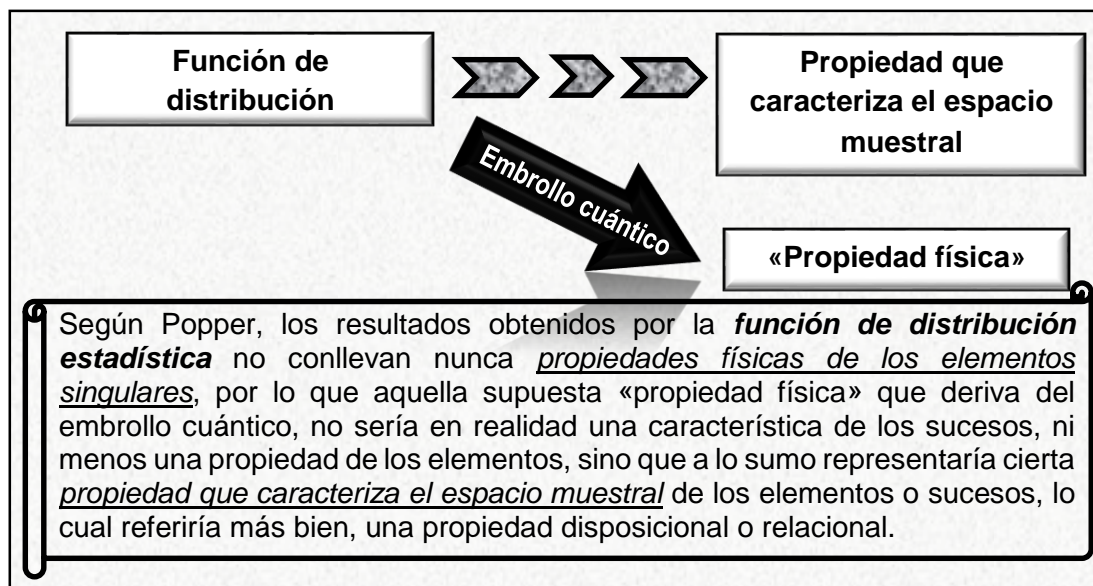 Función de
distribución
Propiedad que
caracteriza el espacio
muestral
Embrollo cuántico
«Propiedad física»
Según Popper, los resultados obtenidos por la función de distribución
estadística no conllevan nunca propiedades físicas de los elementos
singulares, por lo que aquella supuesta «propiedad física» que deriva del
embrollo cuántico, no sería en realidad una característica de los sucesos, ni
menos una propiedad de los elementos, sino que a lo sumo representaría cierta
propiedad que caracteriza el espacio muestral de los elementos o sucesos, lo
cual referiría más bien, una propiedad disposicional o relacional.